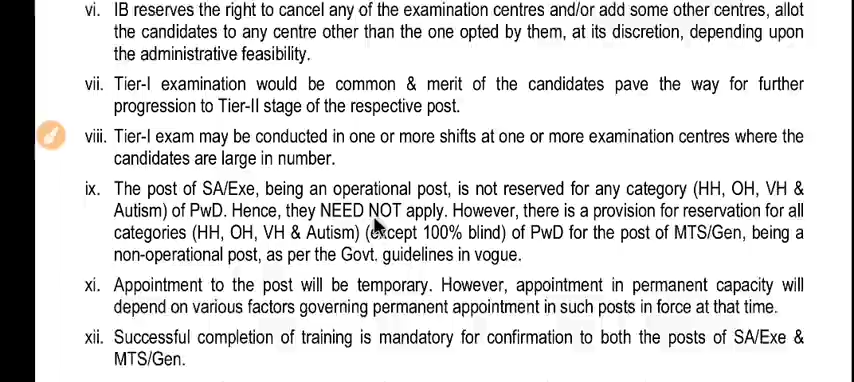 vi. IB reserves the right to cancel any of the examination centres and/or add some other centres, allot
the candidates to any centre other than the one opted by them, at its discretion, depending upon
the administrative feasibility.
vii. Tier-I examination would be common & merit of the candidates pave the way for further
progression to Tier-II stage of the respective post.
viii. Tier-I exam may be conducted in one or more shifts at one or more examination centres where the
candidates are large in number.
ix. The post of SA/Exe, being an operational post, is not reserved for any category (HH, OH, VH &
Autism) of PwD. Hence, they NEED NOT apply. However, there is a provision for reservation for all
categories (HH, OH, VH & Autism) (except 100% blind) of PwD for the post of MTS/Gen, being a
non-operational post, as per the Govt. guidelines in vogue.
xi. Appointment to the post will be temporary. However, appointment in permanent capacity will
depend on various factors governing permanent appointment in such posts in force at that time.
xii. Successful completion of training is mandatory for confirmation to both the posts of SA/Exe &
MTS/Gen.